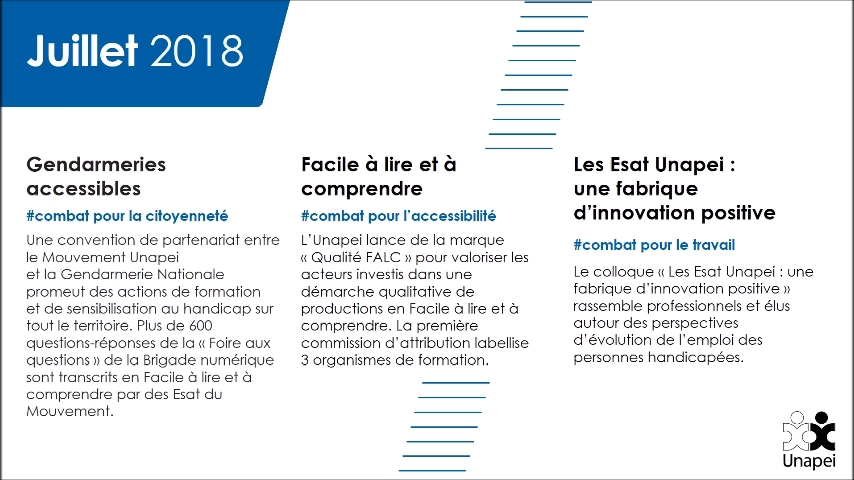 Juillet 2018
Gendarmeries
accessibles
#combat pour la citoyenneté
Une convention de partenariat entre
le Mouvement Unapei
et la Gendarmerie Nationale
promeut des actions de formation
et de sensibilisation au handicap sur
tout le territoire. Plus de 600
questions-réponses de la « Foire aux
questions » de la Brigade numérique
sont transcrits en Facile à lire et à
comprendre par des Esat du
Mouvement.
Facile à lire et à
comprendre
#combat pour l’accessibilité
L’Unapei lance de la marque
« Qualité FALC » pour valoriser les
acteurs investis dans une
démarche qualitative de
productions en Facile à lire et à
comprendre. La première
commission d’attribution labellise
3 organismes de formation.
Les Esat Unapei :
une fabrique
d’innovation positive
#combat pour le travail
Le colloque « Les Esat Unapei : une
fabrique d’innovation positive »
rassemble professionnels et élus
autour des perspectives
d’évolution de l’emploi des
personnes handicapées.
Unapei